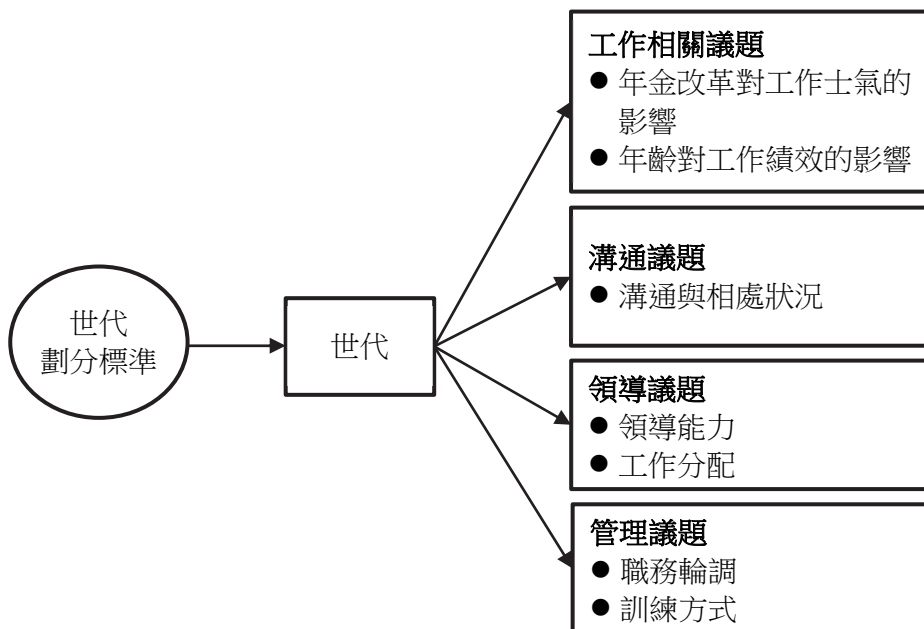 世代
劃分標準
世代
工作相關議題
● 年金改革對工作士氣的
影響
● 年齡對工作績效的影響
溝通議題
● 溝通與相處狀況
領導議題
● 領導能力
● 工作分配
管理議題
● 職務輪調
● 訓練方式